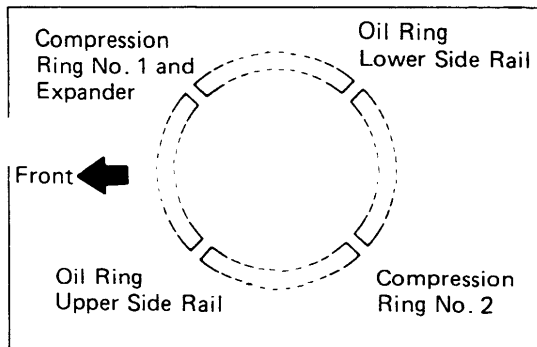 Compression
Ring No. 1 and
Expander
Oil Ring
Lower Side Rail
Front
Oil Ring
Upper Side Rail
Compression
Ring No. 2